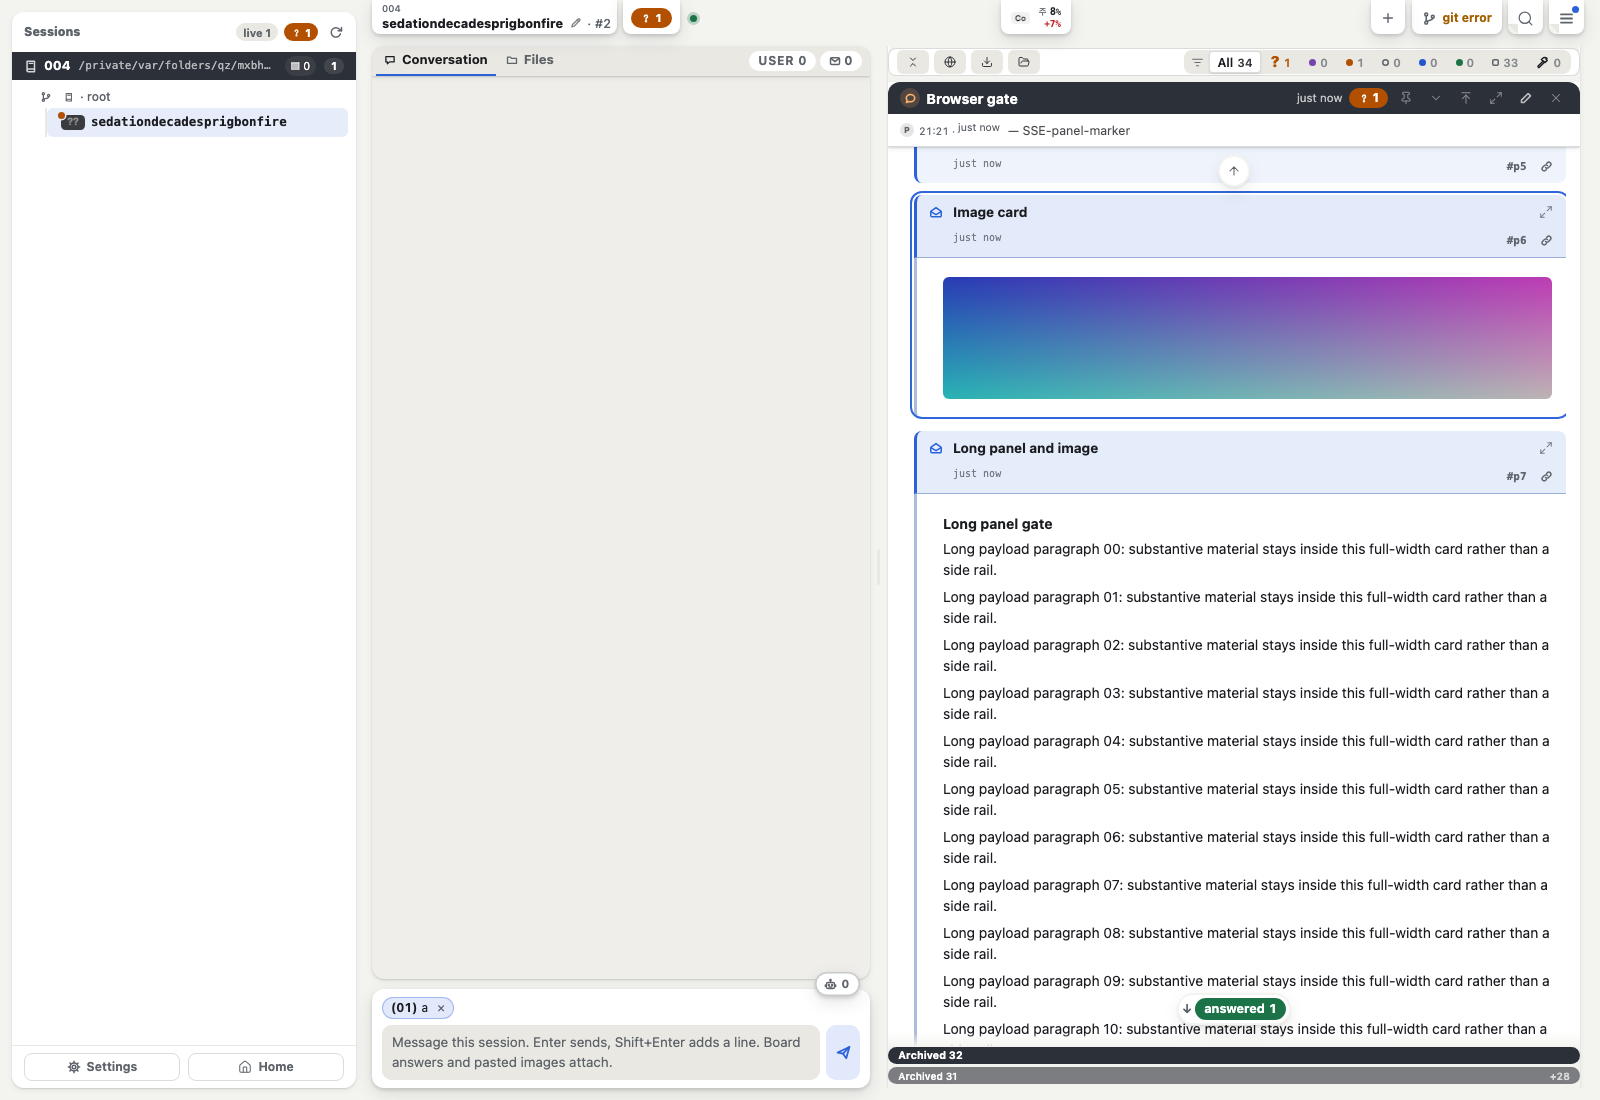 Sessions
live 1
? 1
004 /private/var/folders/qz/mxbh…
0
1
· root
?? sedationdecadesprigbonfire
Settings
Home
004
sedationdecadesprigbonfire · #2
? 1
Conversation
Files
USER 0
0
0
(01) a ×
Message this session. Enter sends, Shift+Enter adds a line. Board
answers and pasted images attach.
Co
8%
+7%
+
git error
All 34
? 1
0
1
0
0
0
33
Browser gate
just now
? 1
P 21:21 · just now — SSE-panel-marker
just now
#p5
Image card
just now
#p6
Long panel and image
just now
#p7
Long panel gate
Long payload paragraph 00: substantive material stays inside this full-width card rather than a
side rail.
Long payload paragraph 01: substantive material stays inside this full-width card rather than a
side rail.
Long payload paragraph 02: substantive material stays inside this full-width card rather than a
side rail.
Long payload paragraph 03: substantive material stays inside this full-width card rather than a
side rail.
Long payload paragraph 04: substantive material stays inside this full-width card rather than a
side rail.
Long payload paragraph 05: substantive material stays inside this full-width card rather than a
side rail.
Long payload paragraph 06: substantive material stays inside this full-width card rather than a
side rail.
Long payload paragraph 07: substantive material stays inside this full-width card rather than a
side rail.
Long payload paragraph 08: substantive material stays inside this full-width card rather than a
side rail.
Long payload paragraph 09: substantive material stays inside this full-width card rather than a
side rail.
Long payload paragraph 10: substantive material stays inside this full-width card rather than a
answered 1
Archived 32
Archived 31
+28